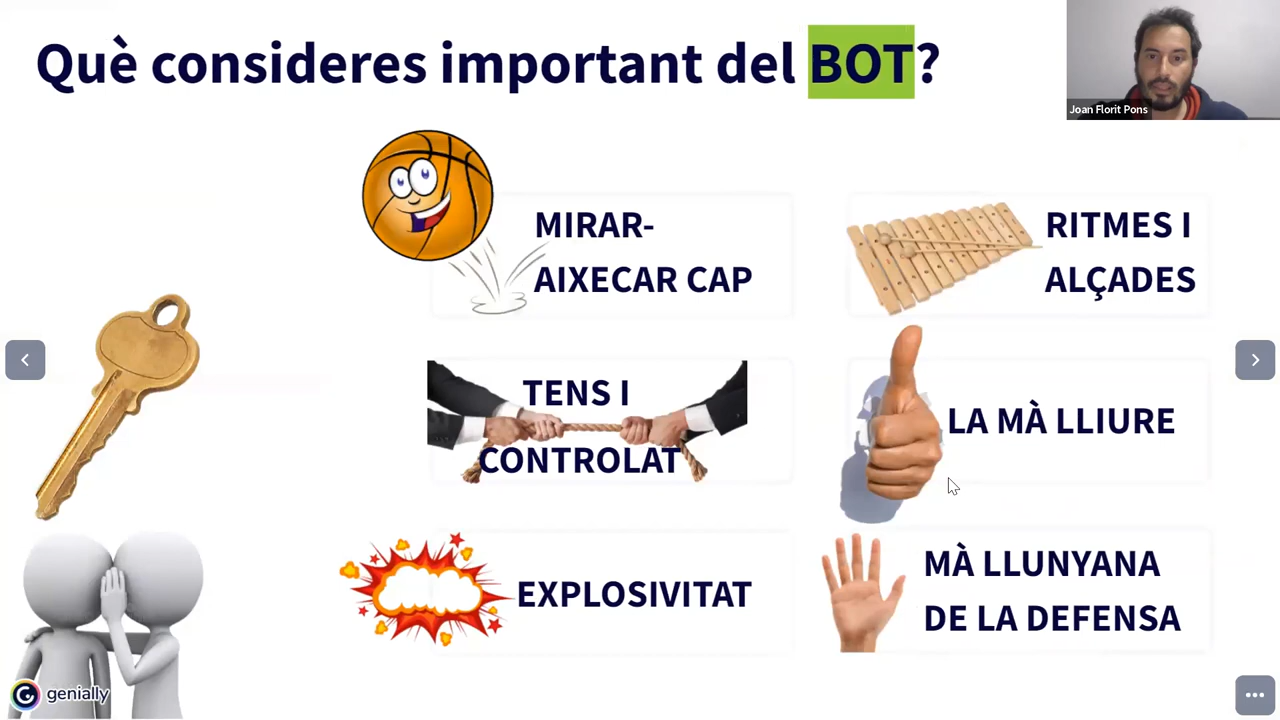 Què consideres important del BOT?
Joan Florit Pons
MIRAR-
AIXECAR CAP
RITMES I
ALÇADES
TENS I
CONTROLAT
LA MÀ LLIURE
EXPLOSIVITAT
MÀ LLUNYANA
DE LA DEFENSA
genially